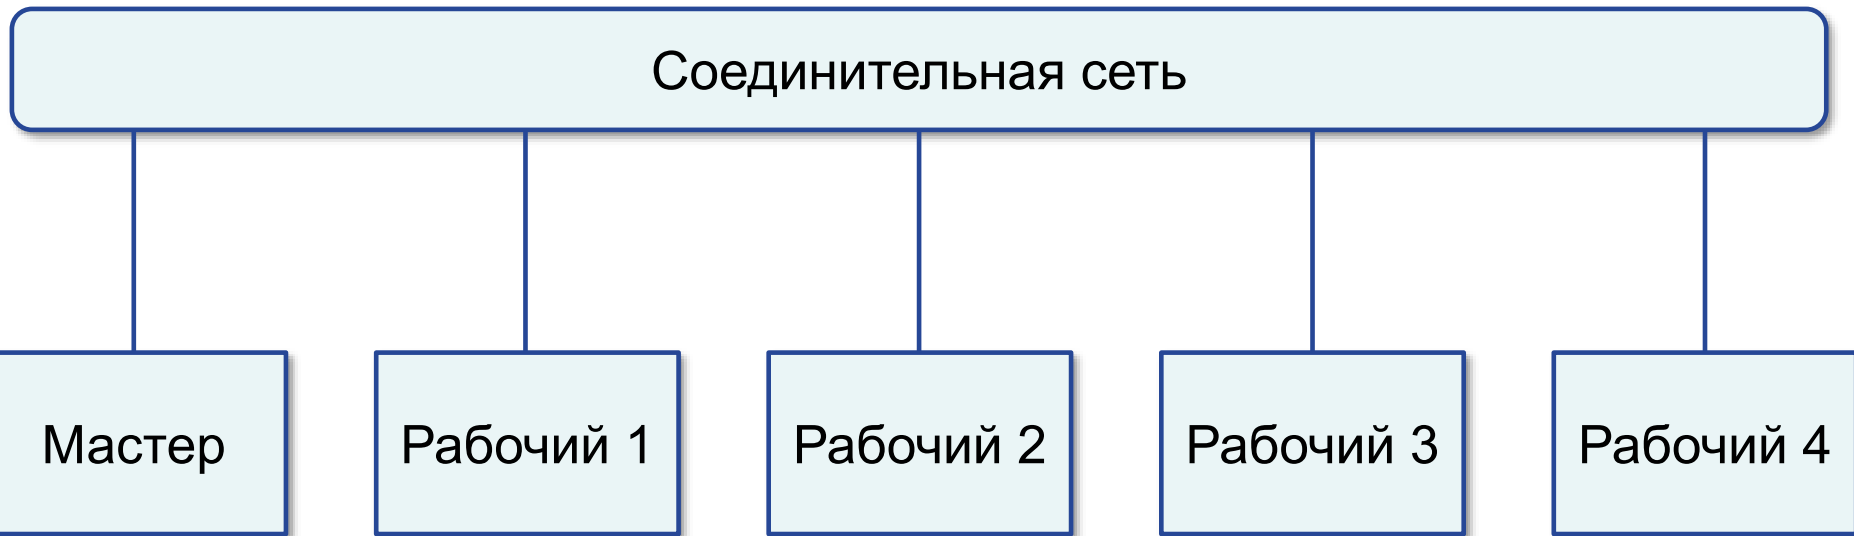 Соединительная сеть
Мастер
Рабочий 1
Рабочий 2
Рабочий 3
Рабочий 4